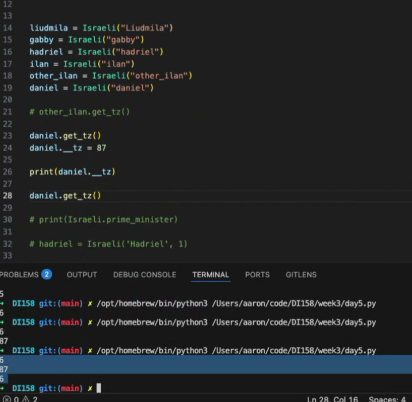 12
13
14 liudmila = Israeli("Liudmila")
15 gabby = Israeli("gabby")
16 hadriel = Israeli("hadriel")
17 ilan = Israeli("ilan")
18 other_ilan = Israeli("other_ilan")
19 daniel = Israeli("daniel")
20
21 # other_ilan.get_tz()
22
23 daniel.get_tz()
24 daniel.__tz = 87
25
26 print(daniel.__tz)
27
28 daniel.get_tz()
29
30 # print(Israeli.prime_minister)
31
32 # hadriel = Israeli('Hadriel', 1)
33
PROBLEMS 2 OUTPUT DEBUG CONSOLE TERMINAL PORTS GITLENS
5
→ DI158 git:(main) ✗ /opt/homebrew/bin/python3 /Users/aaron/code/DI158/week3/day5.py
6
→ DI158 git:(main) ✗ /opt/homebrew/bin/python3 /Users/aaron/code/DI158/week3/day5.py
6
87
→ DI158 git:(main) ✗ /opt/homebrew/bin/python3 /Users/aaron/code/DI158/week3/day5.py
6
87
6
→ DI158 git:(main) ✗
0 2 Ln 28, Col 16 Spaces: 4